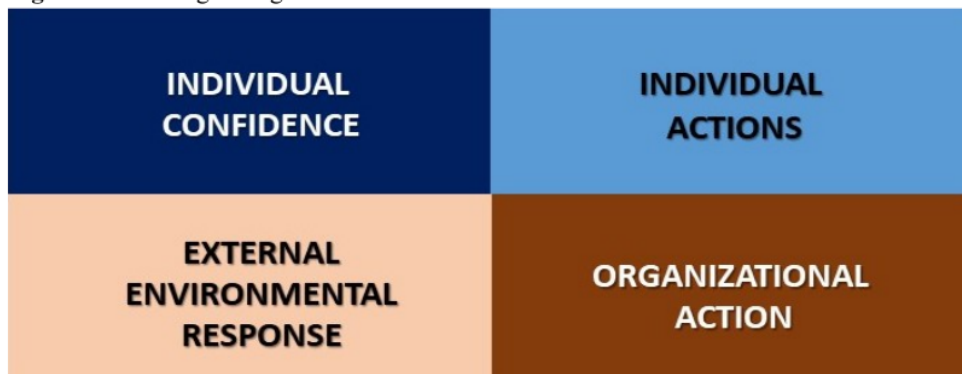 INDIVIDUAL
CONFIDENCE
INDIVIDUAL
ACTIONS
EXTERNAL
ENVIRONMENTAL
RESPONSE
ORGANIZATIONAL
ACTION